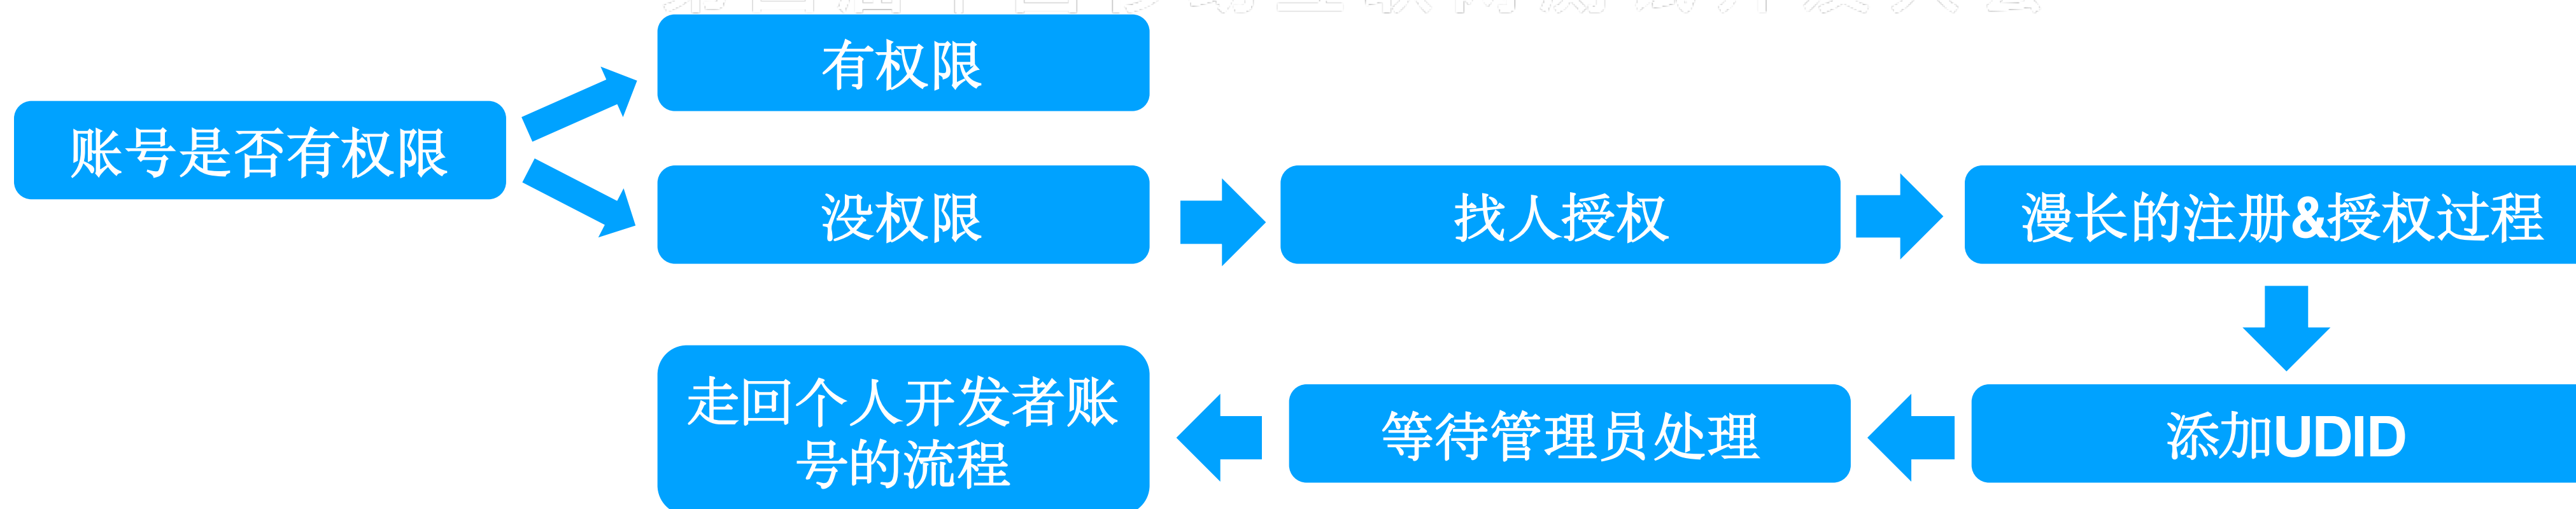 有权限
账号是否有权限
没权限
找人授权
漫长的注册&授权过程
走回个人开发者账
号的流程
等待管理员处理
添加UDID